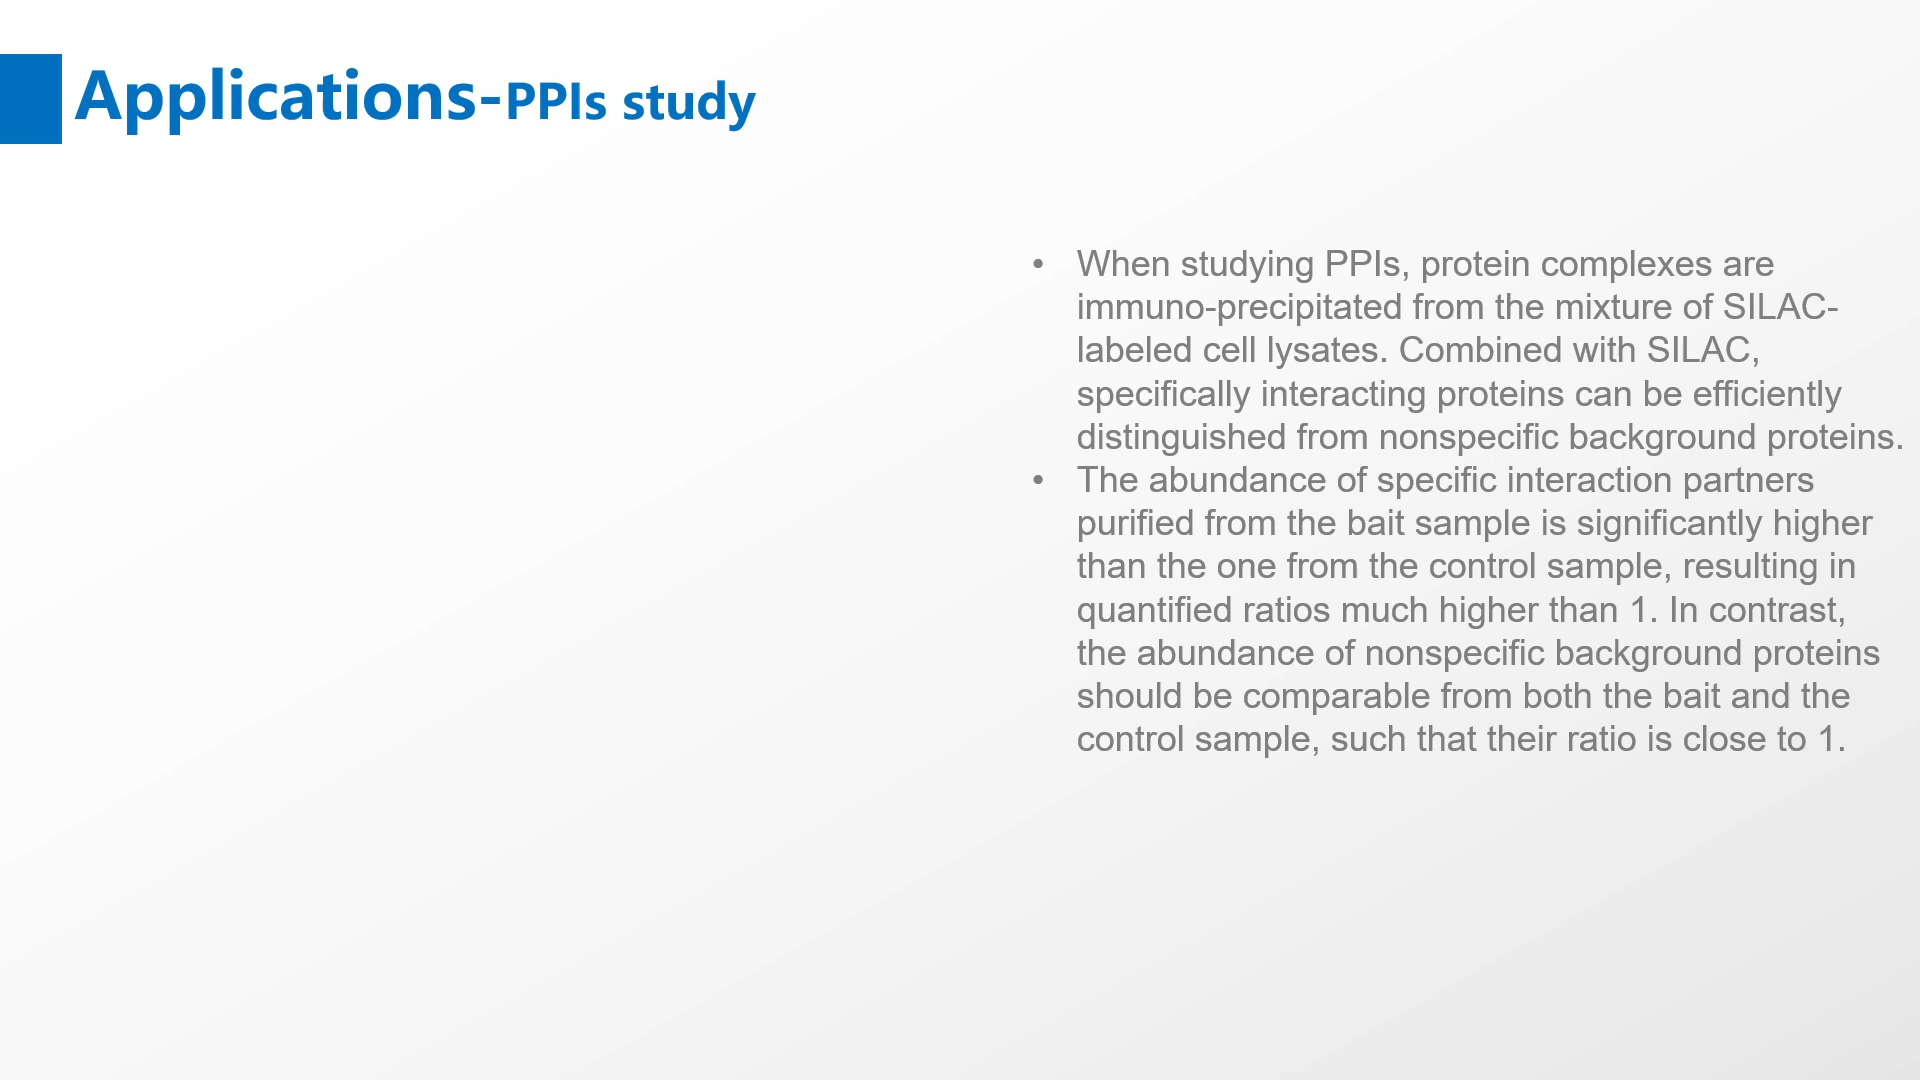 Applications-PPIs study
• When studying PPIs, protein complexes are
immuno-precipitated from the mixture of SILAC-
labeled cell lysates. Combined with SILAC,
specifically interacting proteins can be efficiently
distinguished from nonspecific background proteins.
• The abundance of specific interaction partners
purified from the bait sample is significantly higher
than the one from the control sample, resulting in
quantified ratios much higher than 1. In contrast,
the abundance of nonspecific background proteins
should be comparable from both the bait and the
control sample, such that their ratio is close to 1.